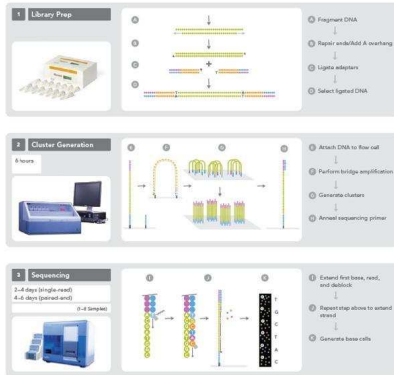 1 Library Prep
A
B
C
D
A Fragment DNA
B Repair ends/Add A overhang
C Ligate adapters
D Select ligated DNA
2 Cluster Generation
6 hours
E
F
G
H
E Attach DNA to flow cell
F Perform bridge amplification
G Generate clusters
H Anneal sequencing primer
3 Sequencing
2–4 days (single-read)
4–6 days (paired-end)
(1–8 Samples)
I
J
K
T
G
C
T
A
C
I Extend first base, read,
and deblock
J Repeat step above to extend
strand
K Generate base calls